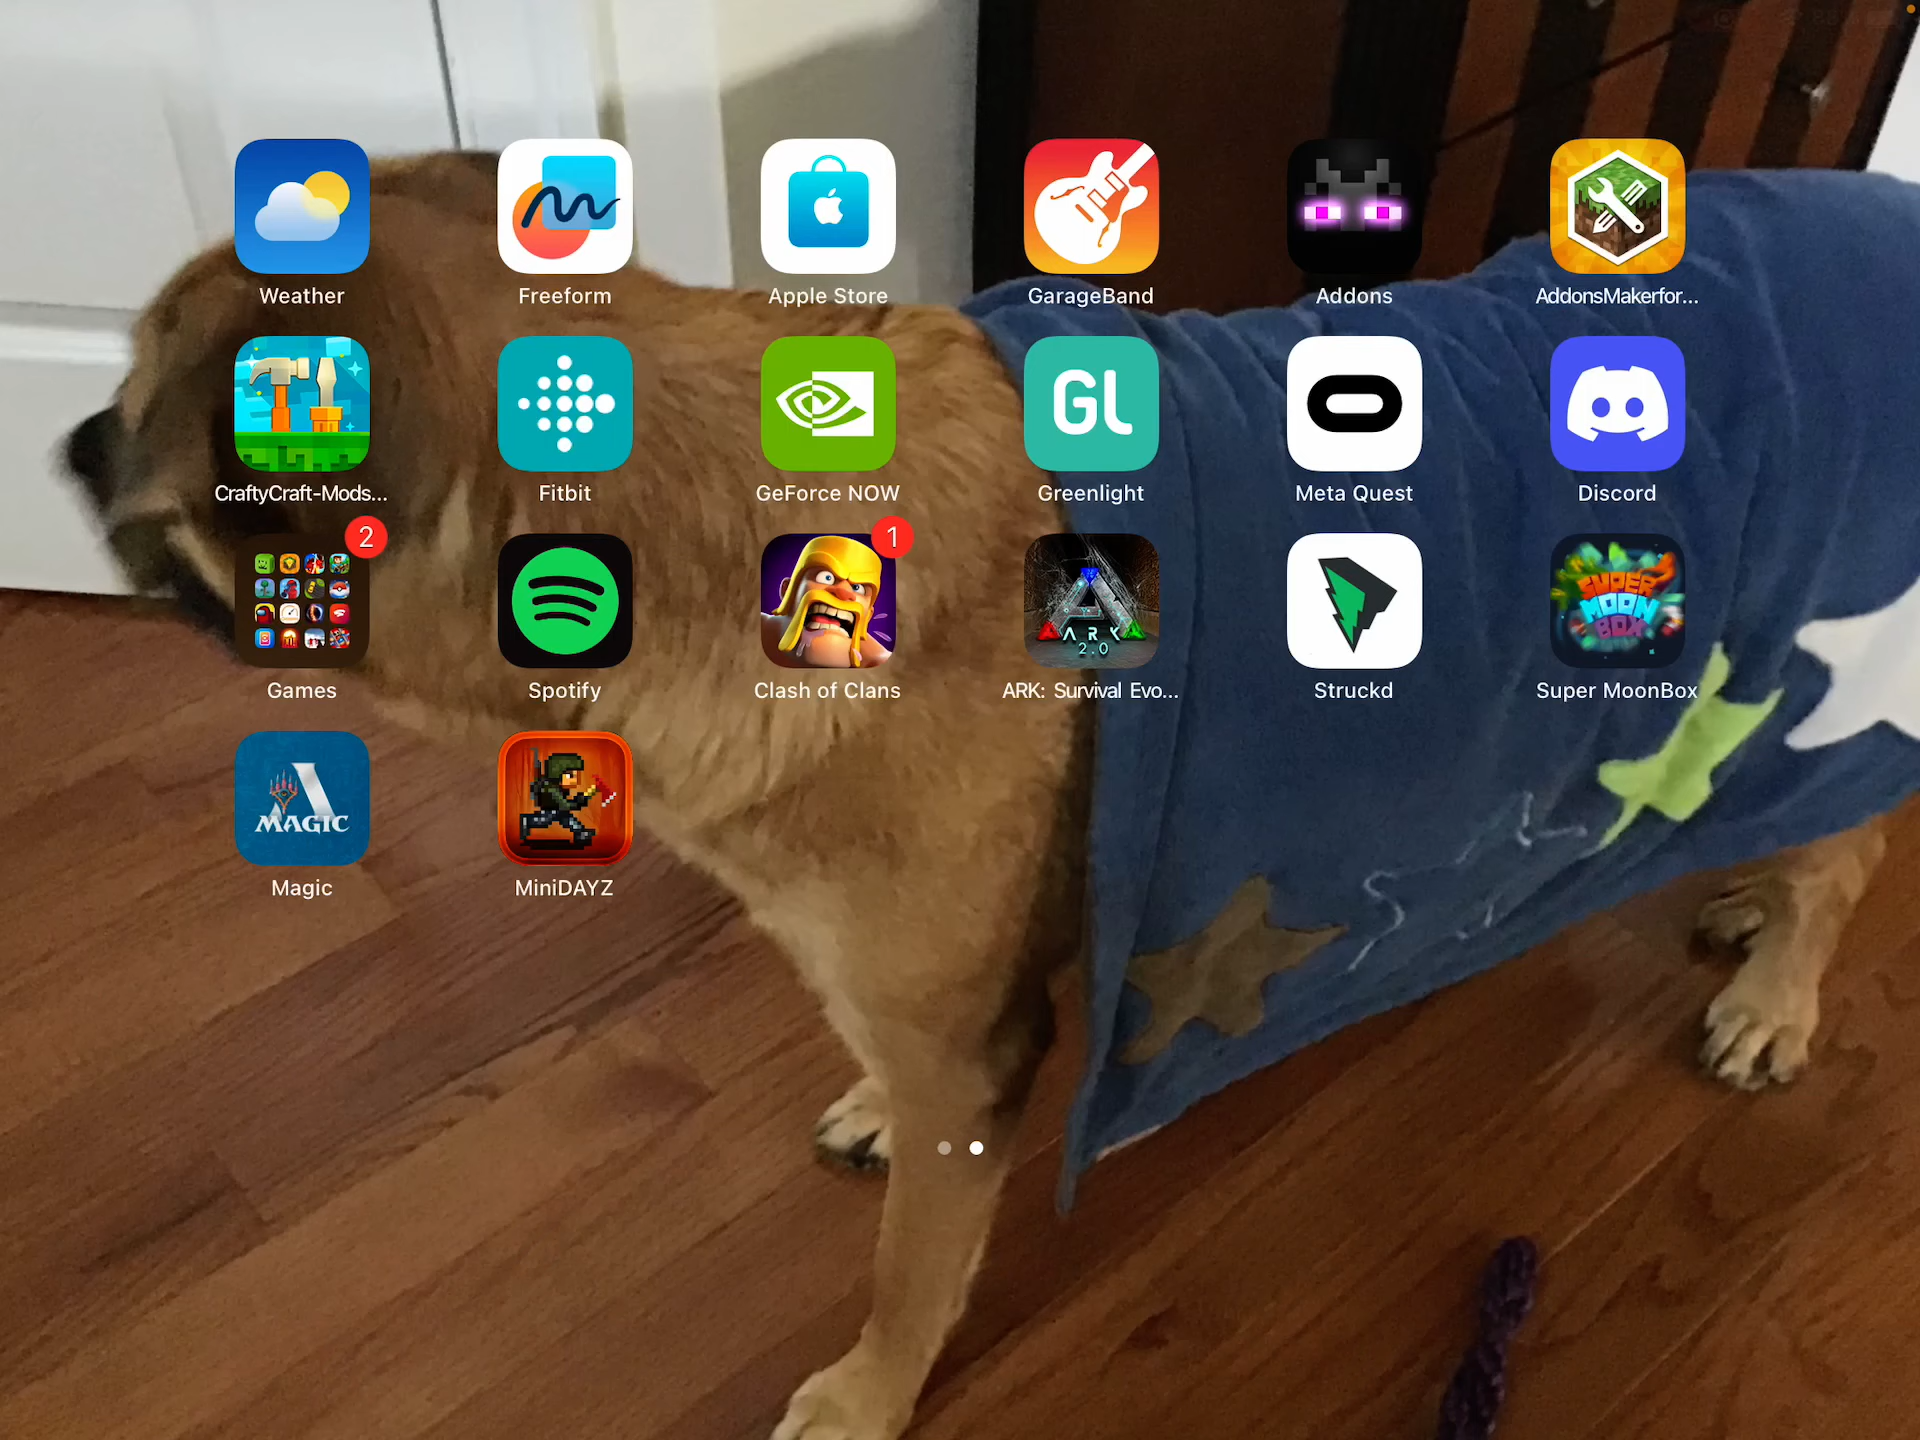 Weather
Freeform
Apple Store
GarageBand
Addons
AddonsMakerfor...
CraftyCraft-Mods...
Fitbit
GeForce NOW
GL
Greenlight
Meta Quest
Discord
2
Games
Spotify
1
Clash of Clans
ARK
2.0
ARK: Survival Evo...
Struckd
SUPER
MOON
BOX
Super MoonBox
MAGIC
Magic
MiniDAYZ